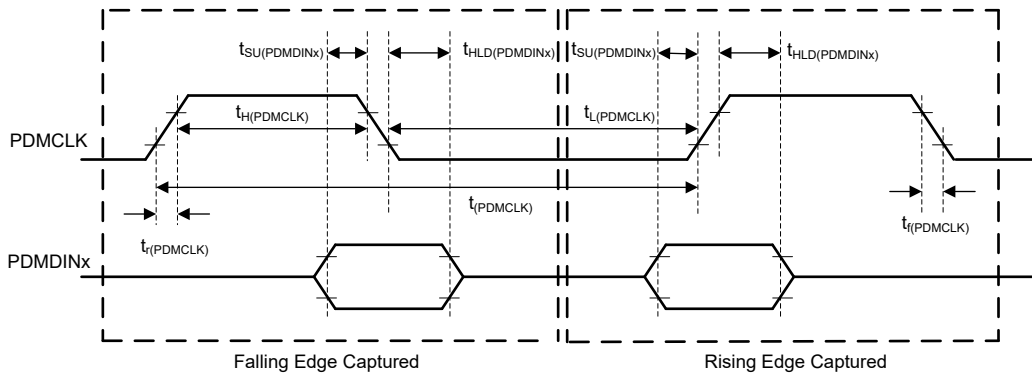 tSU(PDMDINx)
tHLD(PDMDINx)
tSU(PDMDINx)
tHLD(PDMDINx)
tH(PDMCLK)
tL(PDMCLK)
PDMCLK
t(PDMCLK)
tr(PDMCLK)
tf(PDMCLK)
PDMDINx
Falling Edge Captured
Rising Edge Captured